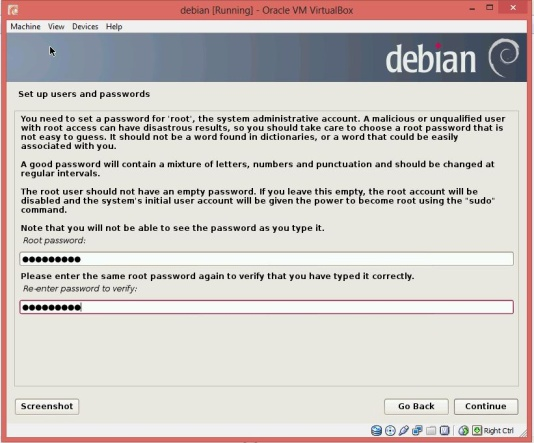 debian [Running] - Oracle VM VirtualBox
Machine View Devices Help
debian
Set up users and passwords
You need to set a password for 'root', the system administrative account. A malicious or unqualified user
with root access can have disastrous results, so you should take care to choose a root password that is
not easy to guess. It should not be a word found in dictionaries, or a word that could be easily
associated with you.
A good password will contain a mixture of letters, numbers and punctuation and should be changed at
regular intervals.
The root user should not have an empty password. If you leave this empty, the root account will be
disabled and the system's initial user account will be given the power to become root using the "sudo"
command.
Note that you will not be able to see the password as you type it.
Root password:
●●●●●●●●●
Please enter the same root password again to verify that you have typed it correctly.
Re-enter password to verify:
●●●●●●●●●
Screenshot Go Back Continue
Right Ctrl